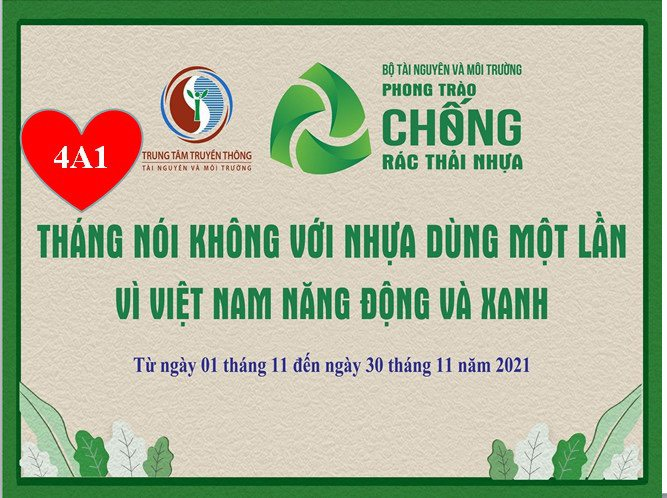 BỘ TÀI NGUYÊN VÀ MÔI TRƯỜNG
PHONG TRÀO
CHỐNG
RÁC THẢI NHỰA
TRUNG TÂM TRUYỀN THÔNG
TÀI NGUYÊN VÀ MÔI TRƯỜNG
4A1
THÁNG NÓI KHÔNG VỚI NHỰA DÙNG MỘT LẦN
VÌ VIỆT NAM NĂNG ĐỘNG VÀ XANH
Từ ngày 01 tháng 11 đến ngày 30 tháng 11 năm 2021